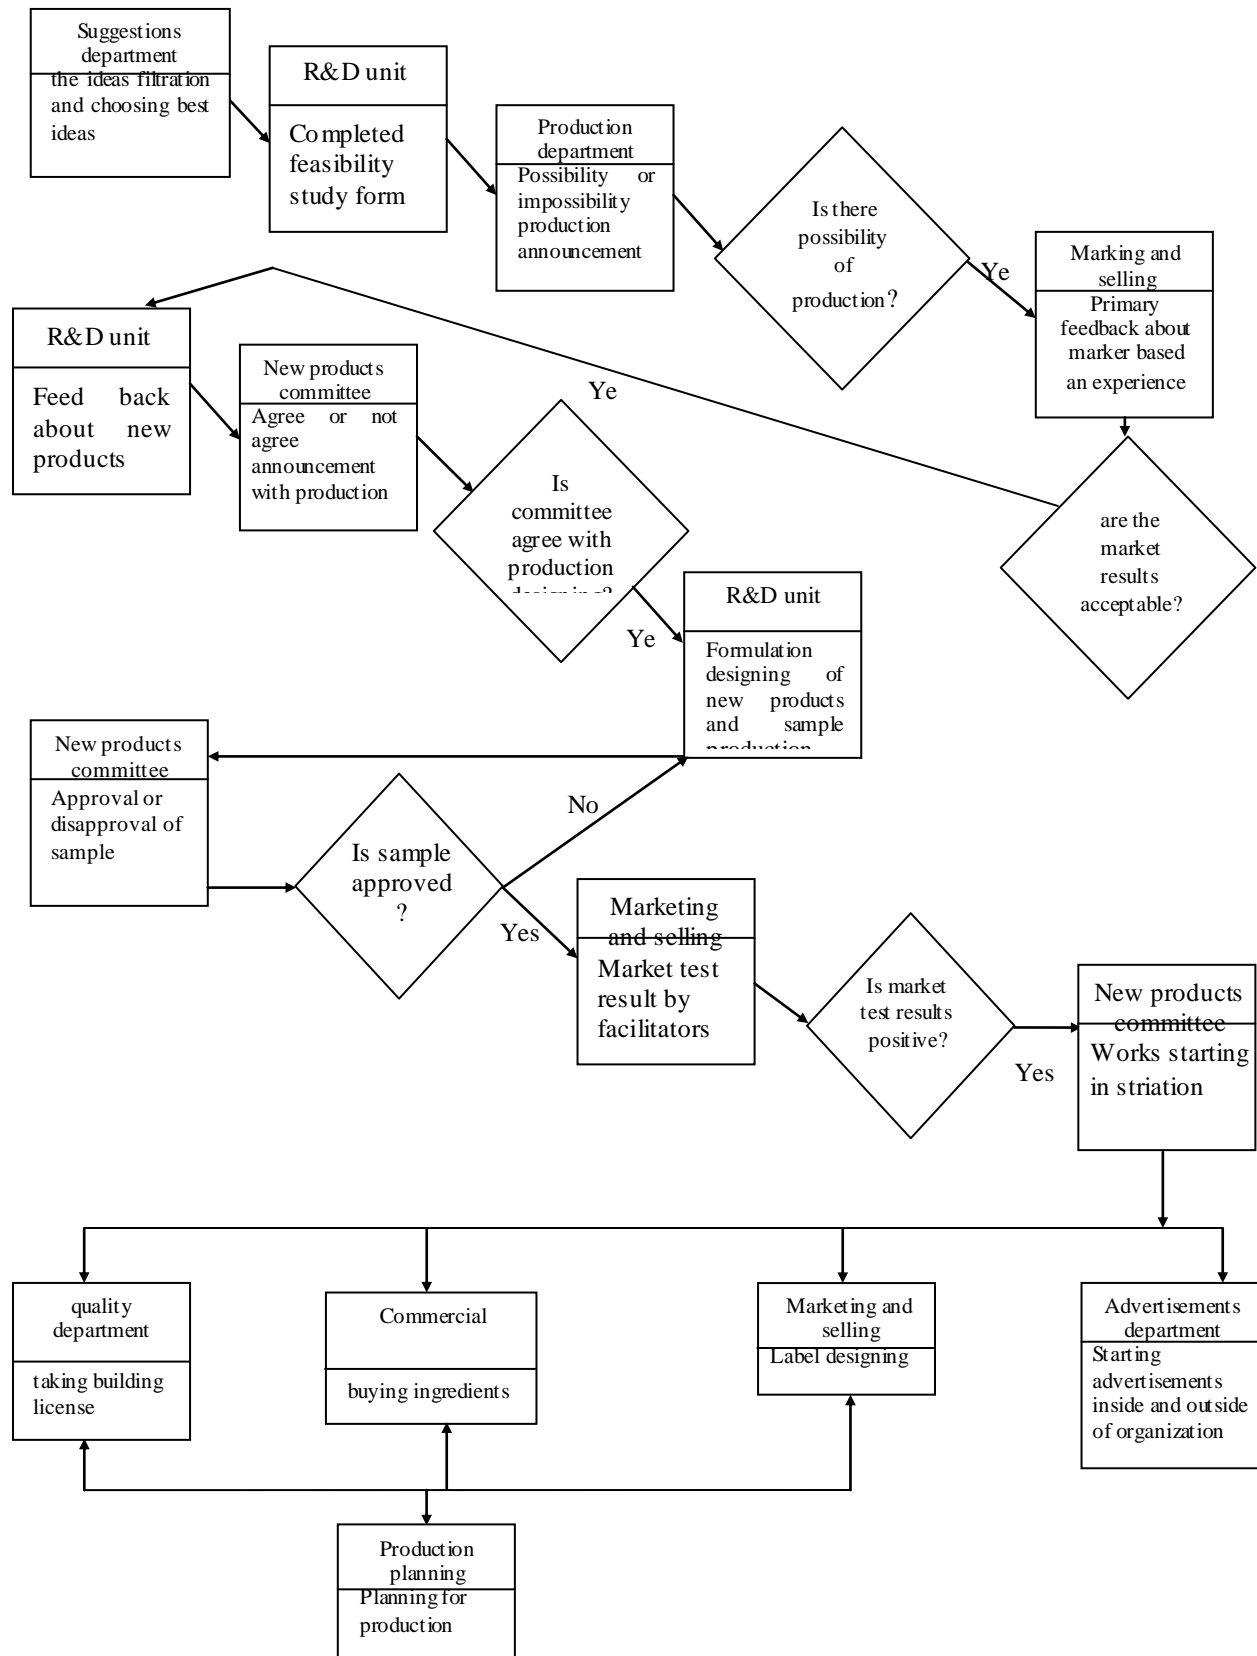 Suggestions
department
the ideas filtration
and choosing best
ideas
R&D unit
Completed
feasibility
study form
Production
department
Possibility or
impossibility
production
announcement
Is there
possibility
of
production?
Ye
Marking and
selling
Primary
feedback about
marker based
an experience
are the
market
results
acceptable?
Ye
R&D unit
Feed back
about new
products
New products
committee
Agree or not
agree
announcement
with production
Is
committee
agree with
production
designing?
Ye
R&D unit
Formulation
designing of
new products
and sample
production
New products
committee
Approval or
disapproval of
sample
Is sample
approved
?
No
Yes
Marketing
and selling
Market test
result by
facilitators
Is market
test results
positive?
Yes
New products
committee
Works starting
in striation
quality
department
taking building
license
Commercial
buying ingredients
Marketing and
selling
Label designing
Advertisements
department
Starting
advertisements
inside and outside
of organization
Production
planning
Planning for
production